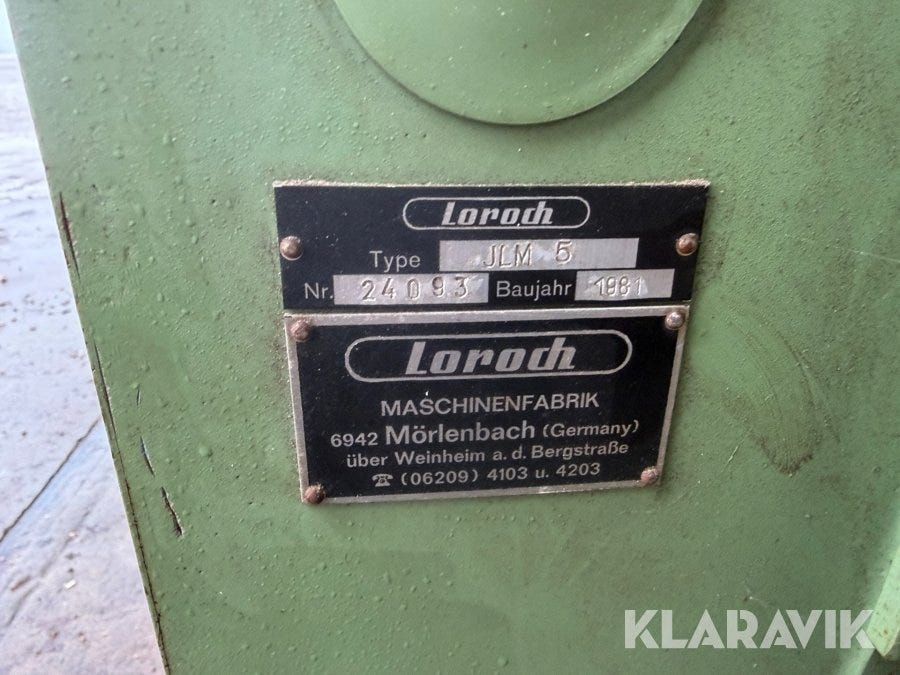 Loroch
Type JLM 5
Nr. 24093 Baujahr 1981
Loroch
MASCHINENFABRIK
6942 Mörlenbach (Germany)
über Weinheim a.d. Bergstraße
☎ (06209) 4103 u. 4203
KLARAVIK